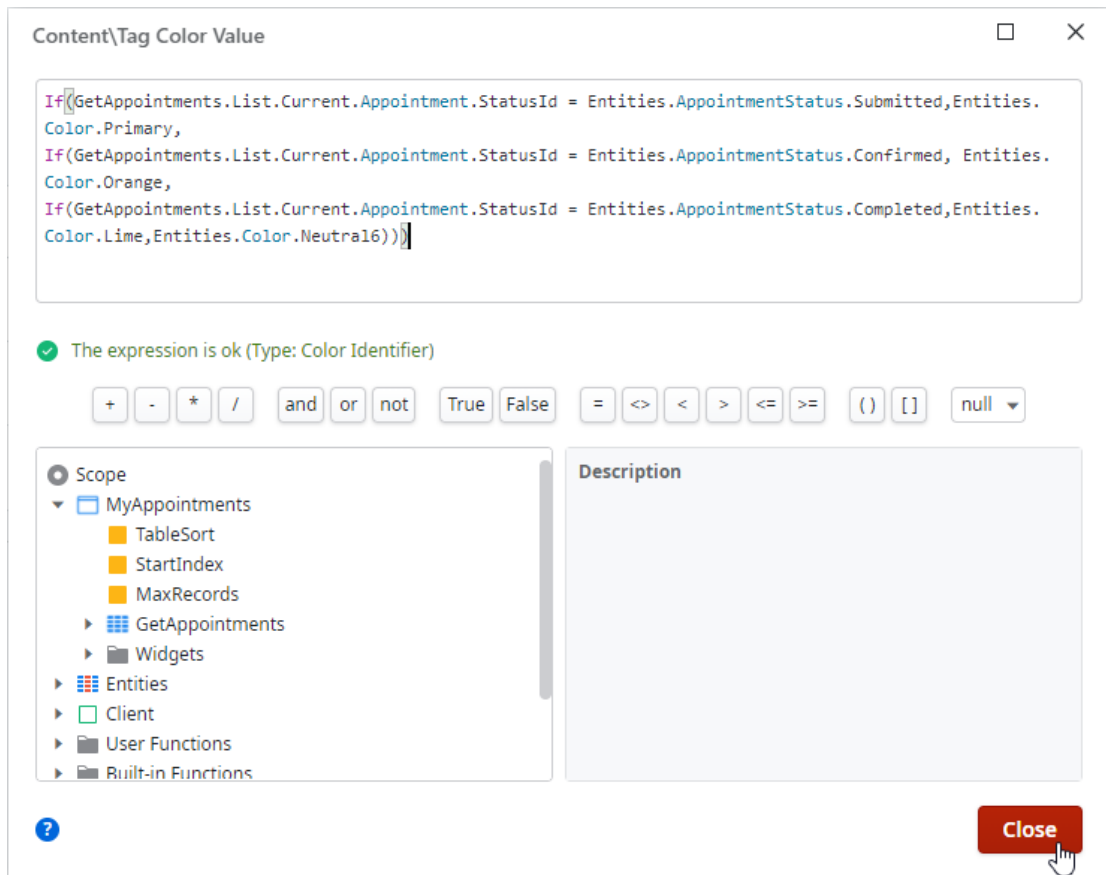 Content\Tag Color Value
If(GetAppointments.List.Current.Appointment.StatusId = Entities.AppointmentStatus.Submitted,Entities.
Color.Primary,
If(GetAppointments.List.Current.Appointment.StatusId = Entities.AppointmentStatus.Confirmed, Entities.
Color.Orange,
If(GetAppointments.List.Current.Appointment.StatusId = Entities.AppointmentStatus.Completed,Entities.
Color.Lime,Entities.Color.Neutral6)))
The expression is ok (Type: Color Identifier)
+ - * / and or not True False = <> < > <= >= () [] null
Scope
MyAppointments
TableSort
StartIndex
MaxRecords
GetAppointments
Widgets
Entities
Client
User Functions
Built-in Functions
Description
?
Close